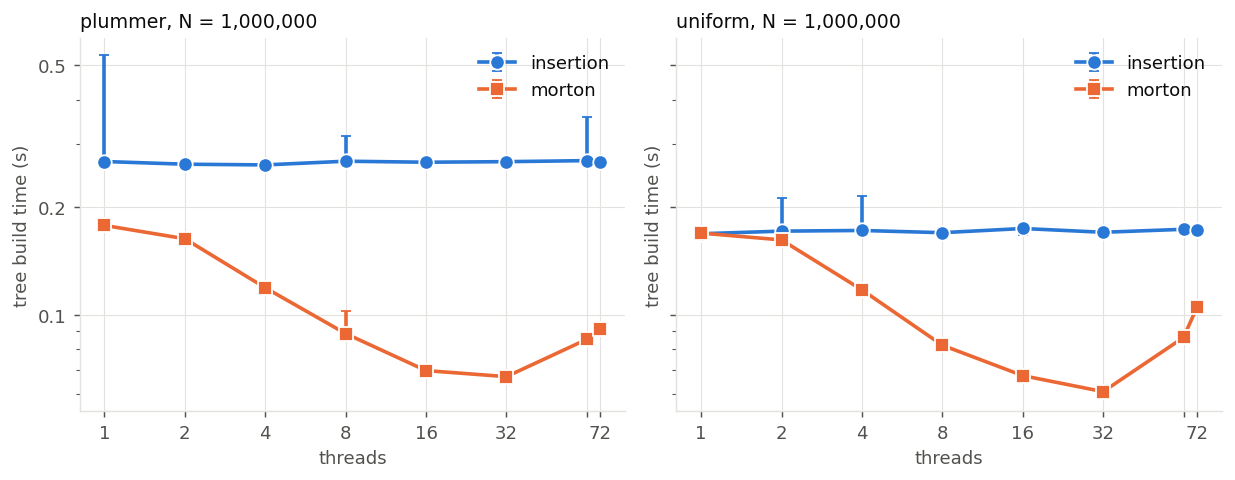 plummer, N = 1,000,000
insertion
morton
tree build time (s)
0.5
0.2
0.1
1 2 4 8 16 32 72
threads
uniform, N = 1,000,000
insertion
morton
tree build time (s)
1 2 4 8 16 32 72
threads